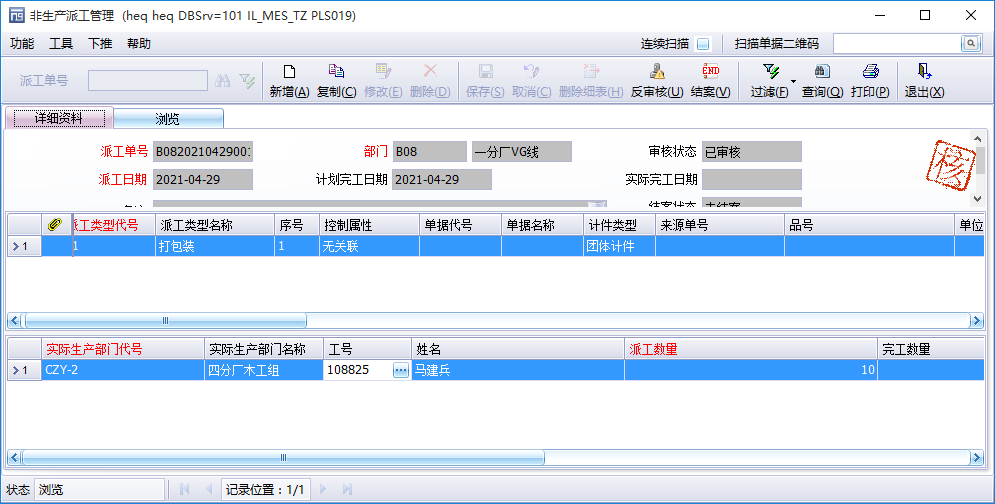 非生产派工管理 (heq heq DBSrv=101 IL_MES_TZ PLS019)
功能 工具 下推 帮助 连续扫描 扫描单据二维码
派工单号 新增(A) 复制(C) 修改(E) 删除(D) 保存(S) 取消(C) 删除细表(H) 反审核(U) 结案(V) 过滤(F) 查询(Q) 打印(P) 退出(X)
END
详细资料 浏览
派工单号 B082021042900 部门 B08 一分厂VG线 审核状态 已审核
核
派工日期 2021-04-29 计划完工日期 2021-04-29 实际完工日期
结案状态 未结案
派工类型代号 派工类型名称 序号 控制属性 单据代号 单据名称 计件类型 来源单号 品号 单位
1 1 打包装 1 无关联 团体计件
实际生产部门代号 实际生产部门名称 工号 姓名 派工数量 完工数量
1 CZY-2 四分厂木工组 108825 马建兵 10
状态 浏览 记录位置：1/1